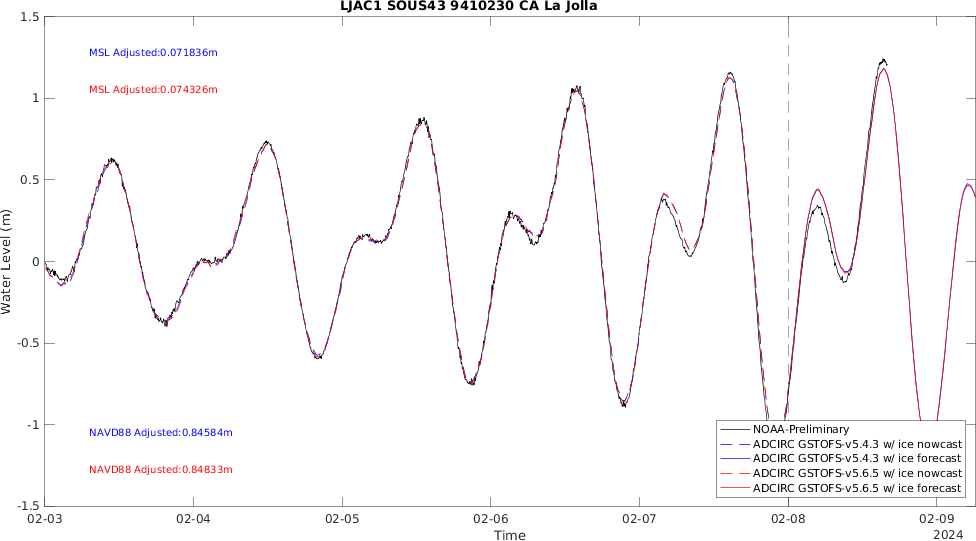 LJAC1 SOUS43 9410230 CA La Jolla
1.5
1
0.5
0
-0.5
-1
-1.5
Water Level (m)
MSL Adjusted:0.071836m
MSL Adjusted:0.074326m
NAVD88 Adjusted:0.84584m
NAVD88 Adjusted:0.84833m
NOAA-Preliminary
ADCIRC GSTOFS-v5.4.3 w/ ice nowcast
ADCIRC GSTOFS-v5.4.3 w/ ice forecast
ADCIRC GSTOFS-v5.6.5 w/ ice nowcast
ADCIRC GSTOFS-v5.6.5 w/ ice forecast
02-03 02-04 02-05 02-06 02-07 02-08 02-09
Time
2024